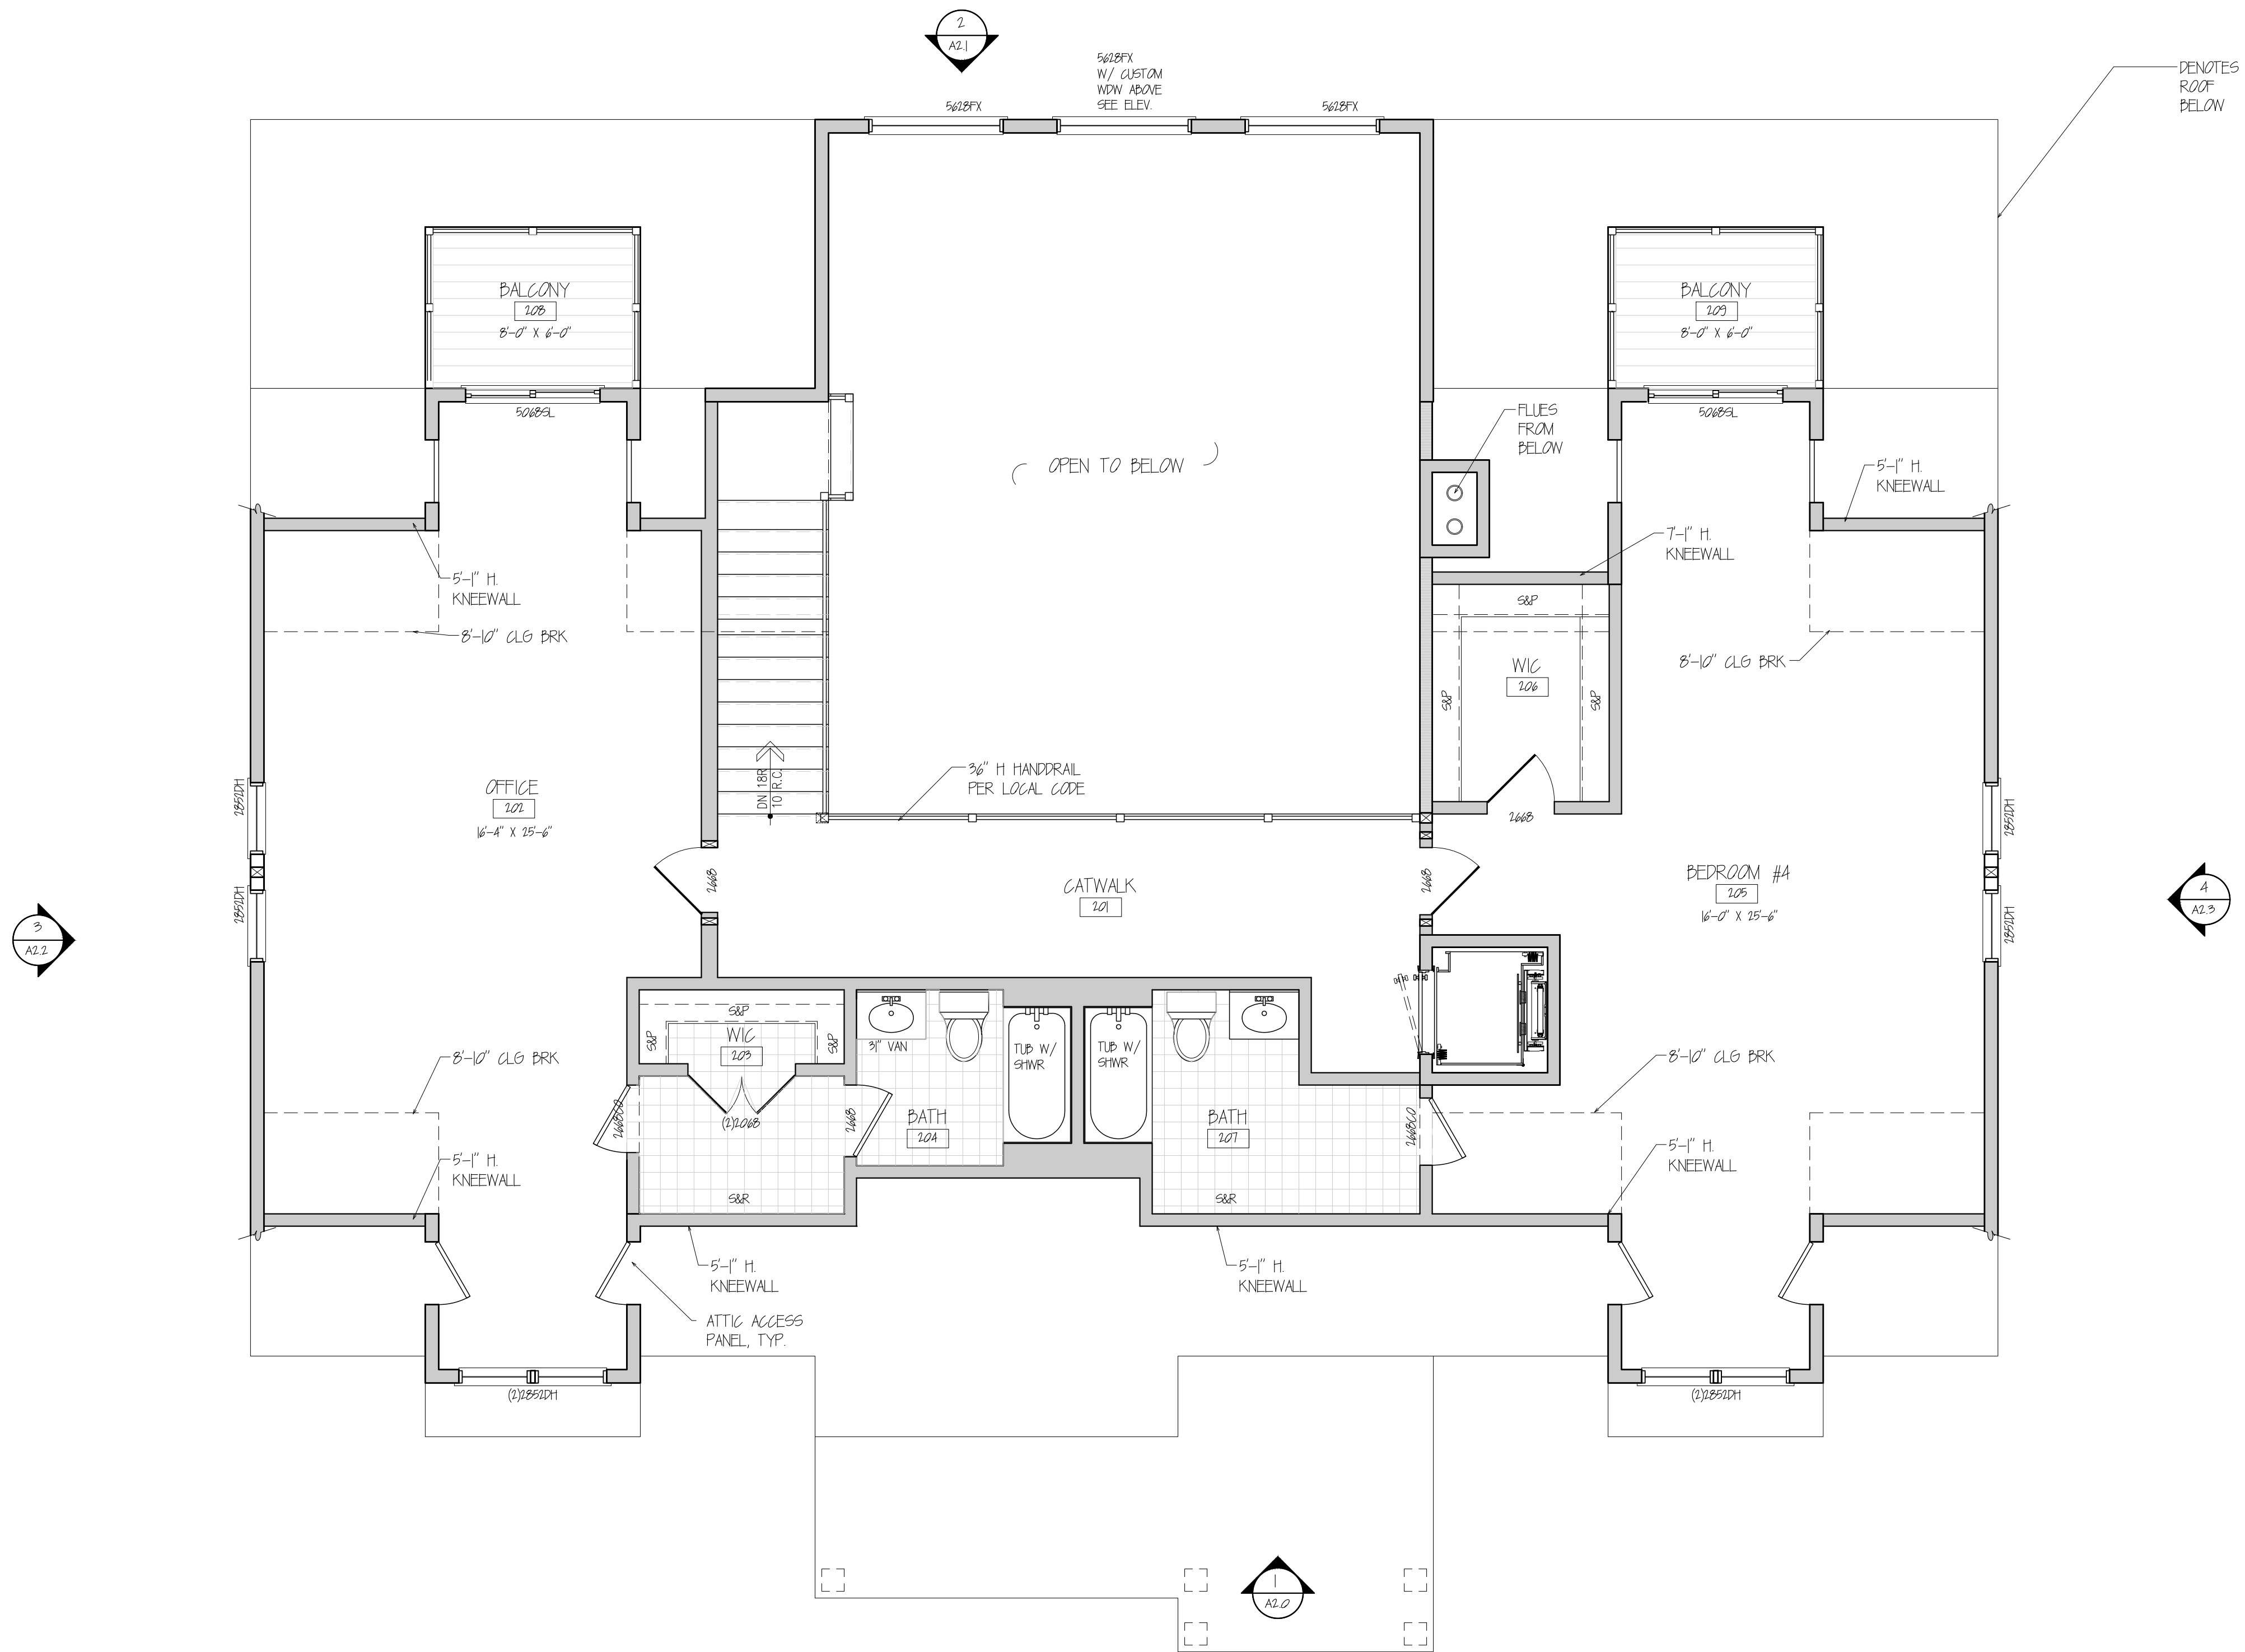 2
A2.1
5628FX
W/ CUSTOM
WDW ABOVE
SEE ELEV.
5628FX
5628FX
DENOTES
ROOF
BELOW
BALCONY
208
8'-0" X 6'-0"
BALCONY
209
8'-0" X 6'-0"
5068SL
5068SL
FLUES
FROM
BELOW
OPEN TO BELOW
5'-1" H.
KNEEWALL
7'-1" H.
KNEEWALL
5'-1" H.
KNEEWALL
8'-10" CLG BRK
S&P
WIC
206
S&P
S&P
8'-10" CLG BRK
DN 18R
10 R.C.
36" H HANDDRAIL
PER LOCAL CODE
OFFICE
202
16'-4" X 25'-6"
2852DH
2852DH
2668
2668
2668
CATWALK
201
BEDROOM #4
205
16'-0" X 25'-6"
2852DH
2852DH
3
A2.2
4
A2.3
S&P
S&P
S&P
WIC
203
31" VAN
TUB W/
SHWR
TUB W/
SHWR
8'-10" CLG BRK
8'-10" CLG BRK
2668CO
(2)2068
2668
BATH
204
BATH
207
2668CO
5'-1" H.
KNEEWALL
5'-1" H.
KNEEWALL
S&R
S&R
5'-1" H.
KNEEWALL
5'-1" H.
KNEEWALL
ATTIC ACCESS
PANEL, TYP.
(2)2852DH
(2)2852DH
1
A2.0